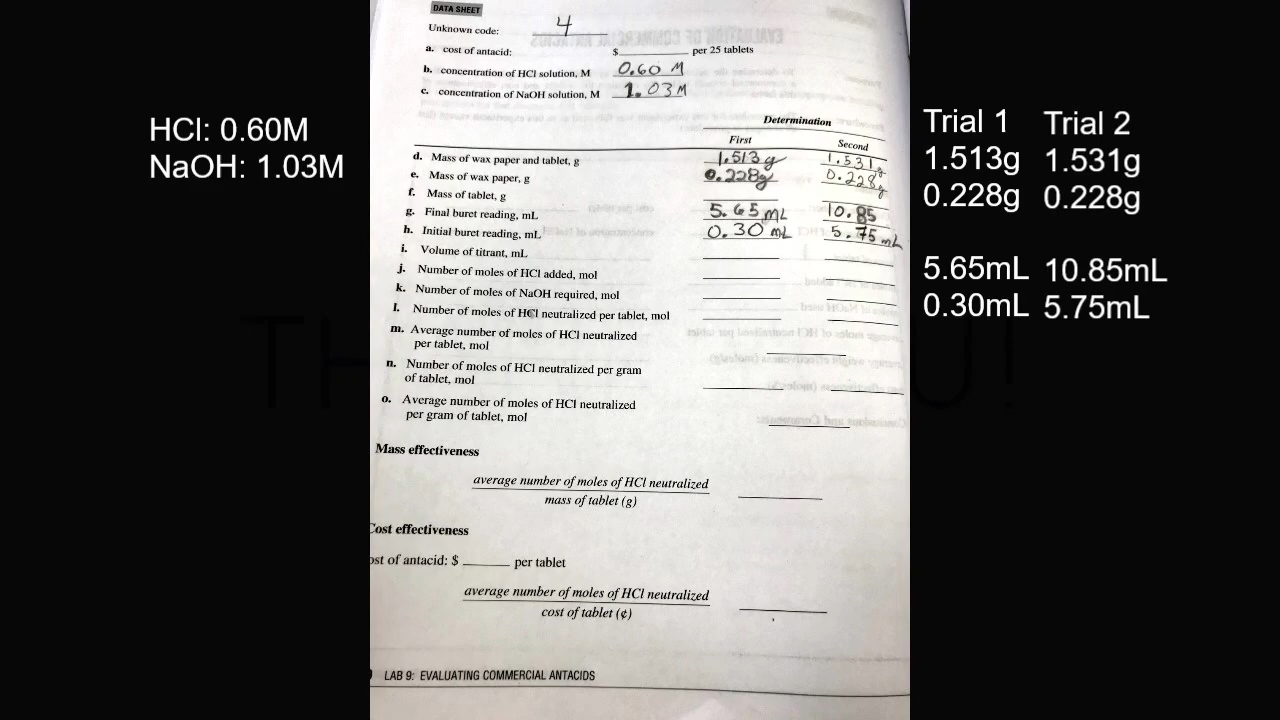 DATA SHEET
Unknown code: 4
a. cost of antacid: $ per 25 tablets
b. concentration of HCl solution, M 0.60 M
c. concentration of NaOH solution, M 1.03M
HCl: 0.60M
NaOH: 1.03M
Determination
First Second
d. Mass of wax paper and tablet, g 1.513g 1.531g
e. Mass of wax paper, g 0.228g 0.228g
f. Mass of tablet, g
g. Final buret reading, mL 5.65 mL 10.85
h. Initial buret reading, mL 0.30 mL 5.75 mL
i. Volume of titrant, mL
j. Number of moles of HCl added, mol
k. Number of moles of NaOH required, mol
l. Number of moles of HCl neutralized per tablet, mol
m. Average number of moles of HCl neutralized
per tablet, mol
n. Number of moles of HCl neutralized per gram
of tablet, mol
o. Average number of moles of HCl neutralized
per gram of tablet, mol
Trial 1 Trial 2
1.513g 1.531g
0.228g 0.228g
5.65mL 10.85mL
0.30mL 5.75mL
Mass effectiveness
average number of moles of HCl neutralized
mass of tablet (g)
Cost effectiveness
ost of antacid: $ per tablet
average number of moles of HCl neutralized
cost of tablet (¢)
LAB 9: EVALUATING COMMERCIAL ANTACIDS